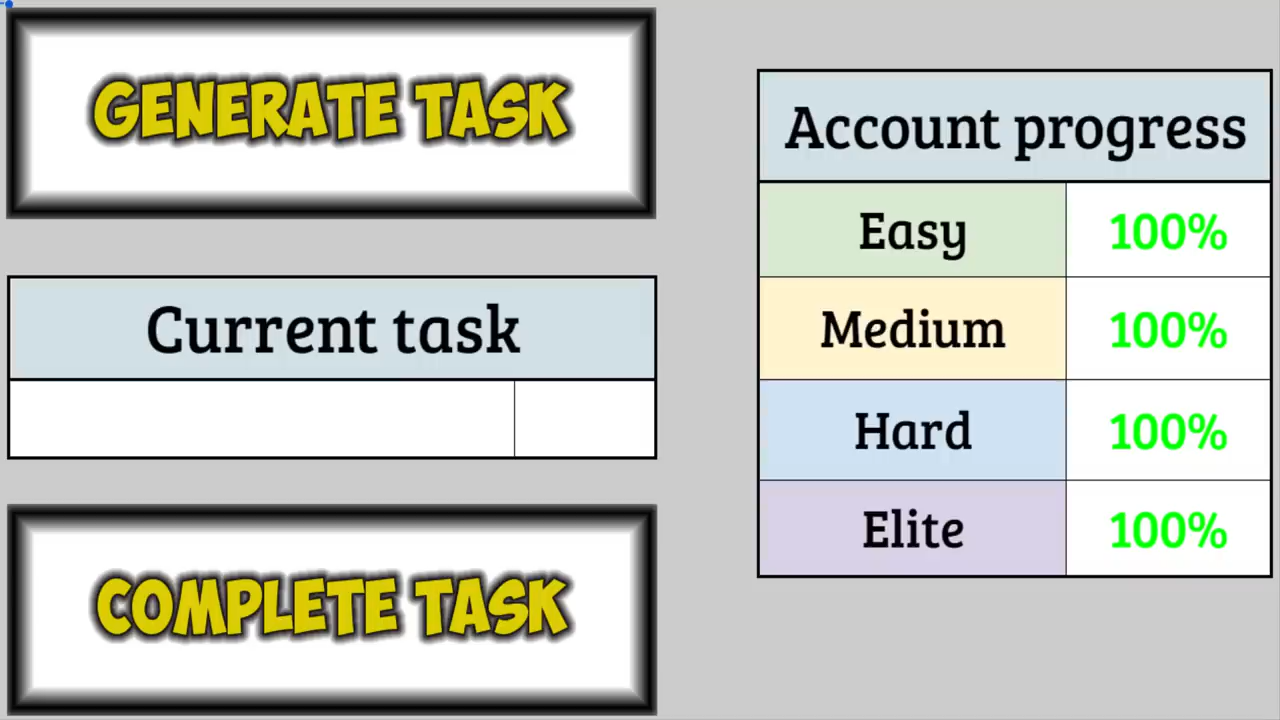 GENERATE TASK
Current task
COMPLETE TASK
Account progress
Easy 100%
Medium 100%
Hard 100%
Elite 100%